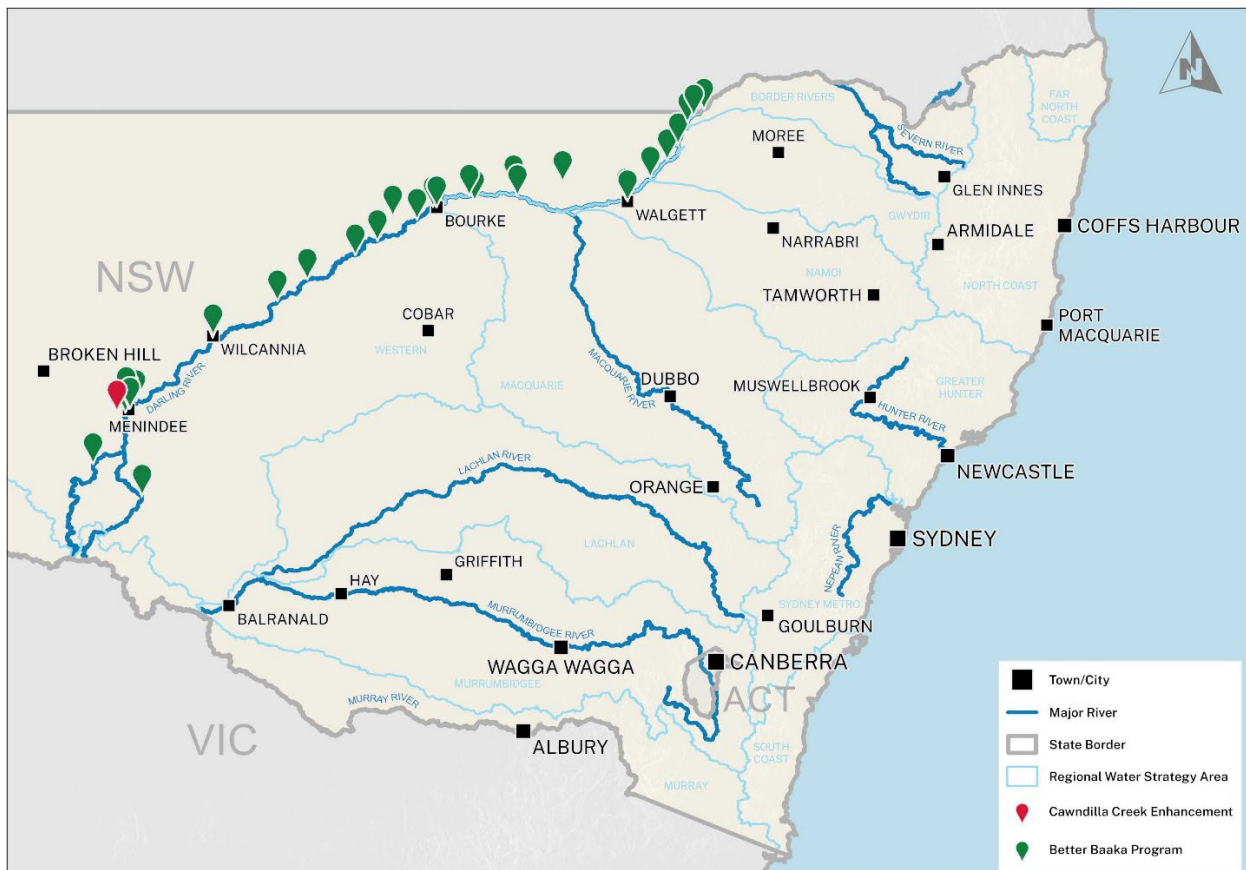 N
BORDER RIVERS
FAR
NORTH
COAST
SEVERN RIVER
MOREE
GLEN INNES
BOURKE
WALGETT
GWYDIR
ARMIDALE
COFFS HARBOUR
NARRABRI
NSW
NAMOI
TAMWORTH
NORTH COAST
COBAR
PORT
MACQUARIE
WILCANNIA
WESTERN
BROKEN HILL
DARLING RIVER
MACQUARIE
MACQUARIE RIVER
DUBBO
MUSWELLBROOK
GREATER
HUNTER
MENINDEE
HUNTER RIVER
NEWCASTLE
LACHLAN RIVER
ORANGE
SYDNEY
NEPEAN RIVER
LACHLAN
GRIFFITH
HAY
BALRANALD
SYDNEY METRO
GOULBURN
MURRUMBIDGEE RIVER
WAGGA WAGGA
CANBERRA
MURRUMBIDGEE
ACT
MURRAY RIVER
VIC
ALBURY
SOUTH
COAST
MURRAY
Town/City
Major River
State Border
Regional Water Strategy Area
Cawndilla Creek Enhancement
Better Baaka Program